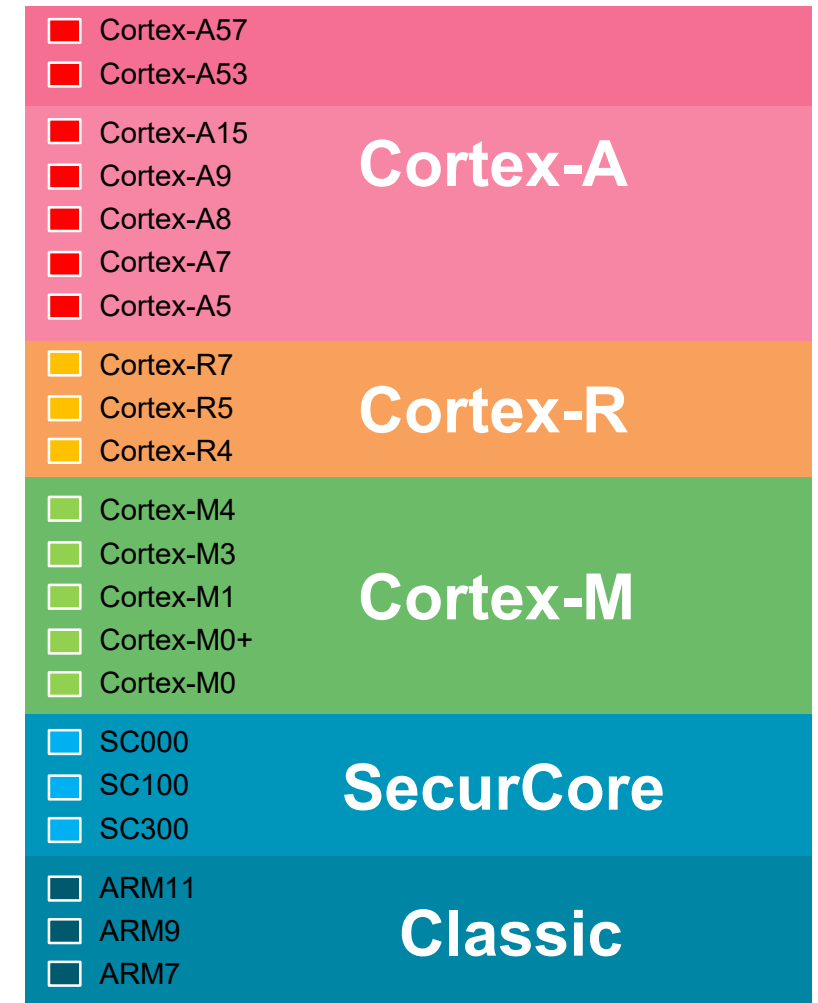 Cortex-A57
Cortex-A53
Cortex-A15
Cortex-A9
Cortex-A8
Cortex-A7
Cortex-A5
Cortex-A
Cortex-R7
Cortex-R5
Cortex-R4
Cortex-R
Cortex-M4
Cortex-M3
Cortex-M1
Cortex-M0+
Cortex-M0
Cortex-M
SC000
SC100
SC300
SecurCore
ARM11
ARM9
ARM7
Classic